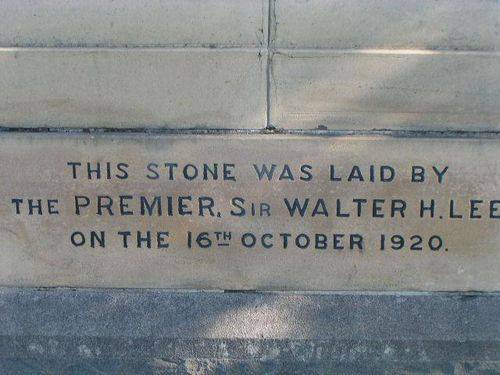 THIS STONE WAS LAID BY
THE PREMIER, SIR WALTER H. LEE
ON THE 16TH OCTOBER 1920.